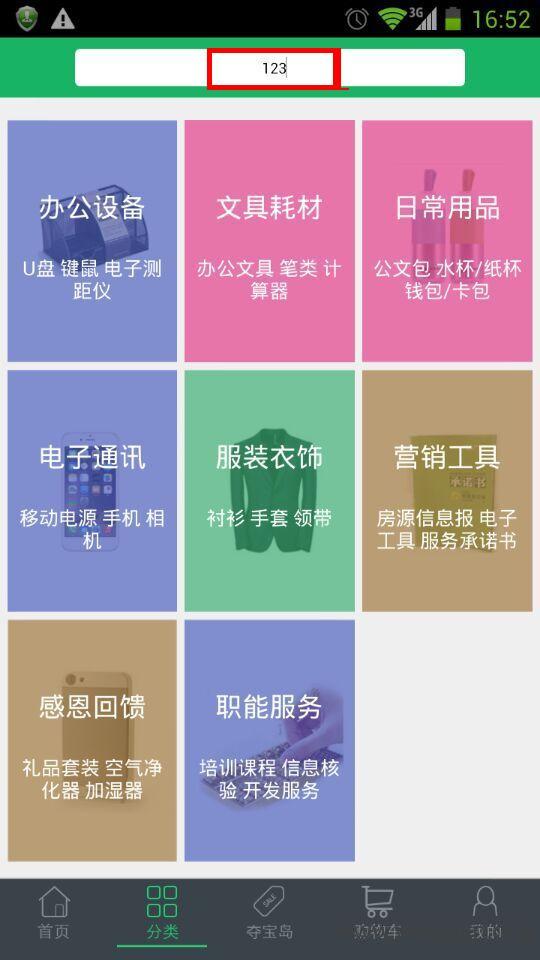 3G 16:52
123
办公设备
U盘 键鼠 电子测
距仪
文具耗材
办公文具 笔类 计
算器
日常用品
公文包 水杯/纸杯
钱包/卡包
电子通讯
移动电源 手机 相
机
服装衣饰
衬衫 手套 领带
营销工具
承诺书
房源信息报 电子
工具 服务承诺书
感恩回馈
礼品套装 空气净
化器 加湿器
职能服务
培训课程 信息核
验 开发服务
SALE
首页 分类 夺宝岛 购物车 我的